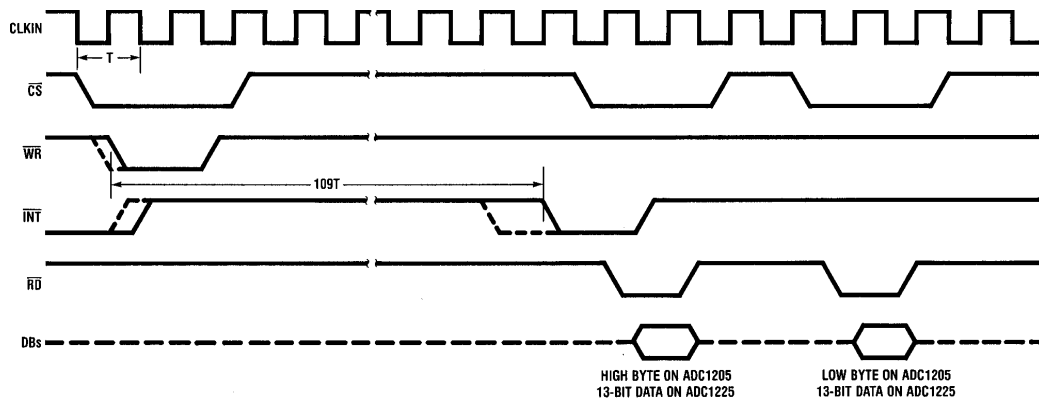 CLKIN
T
CS
WR
109T
INT
RD
DBs
HIGH BYTE ON ADC1205
13-BIT DATA ON ADC1225
LOW BYTE ON ADC1205
13-BIT DATA ON ADC1225